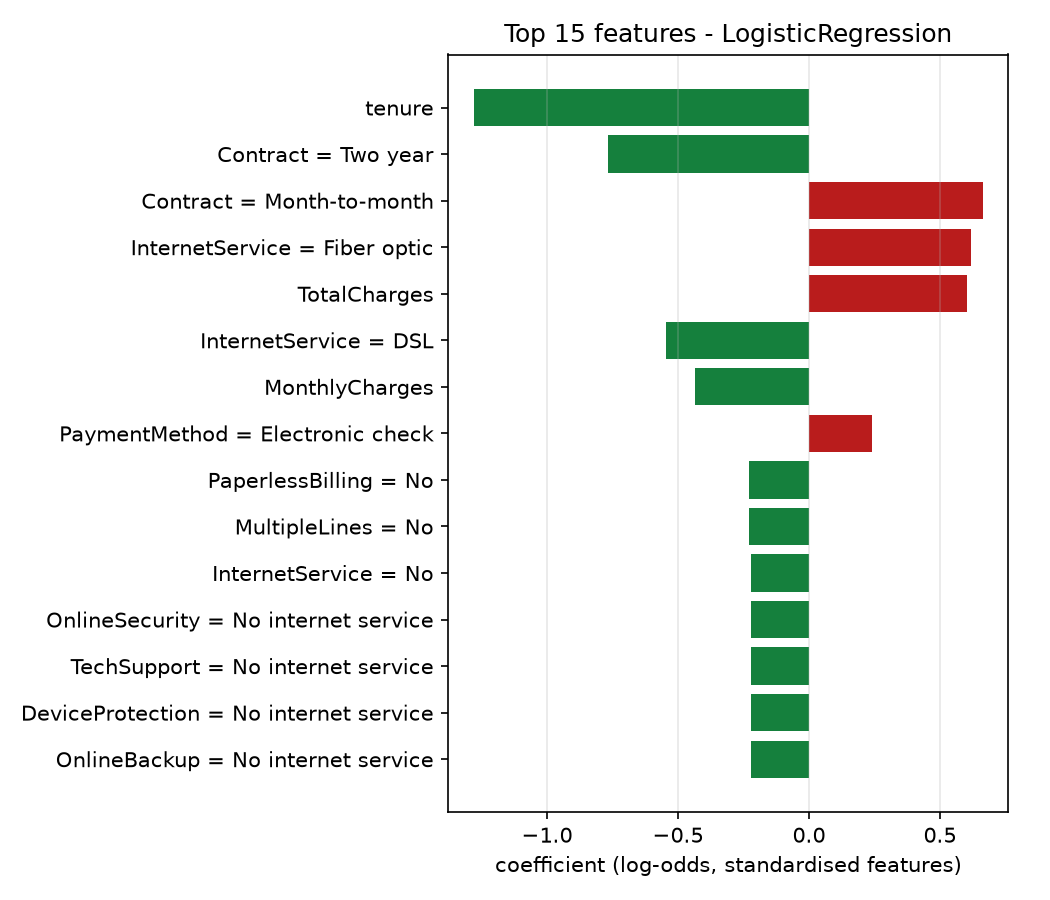 Top 15 features - LogisticRegression
tenure
Contract = Two year
Contract = Month-to-month
InternetService = Fiber optic
TotalCharges
InternetService = DSL
MonthlyCharges
PaymentMethod = Electronic check
PaperlessBilling = No
MultipleLines = No
InternetService = No
OnlineSecurity = No internet service
TechSupport = No internet service
DeviceProtection = No internet service
OnlineBackup = No internet service
−1.0 −0.5 0.0 0.5
coefficient (log-odds, standardised features)